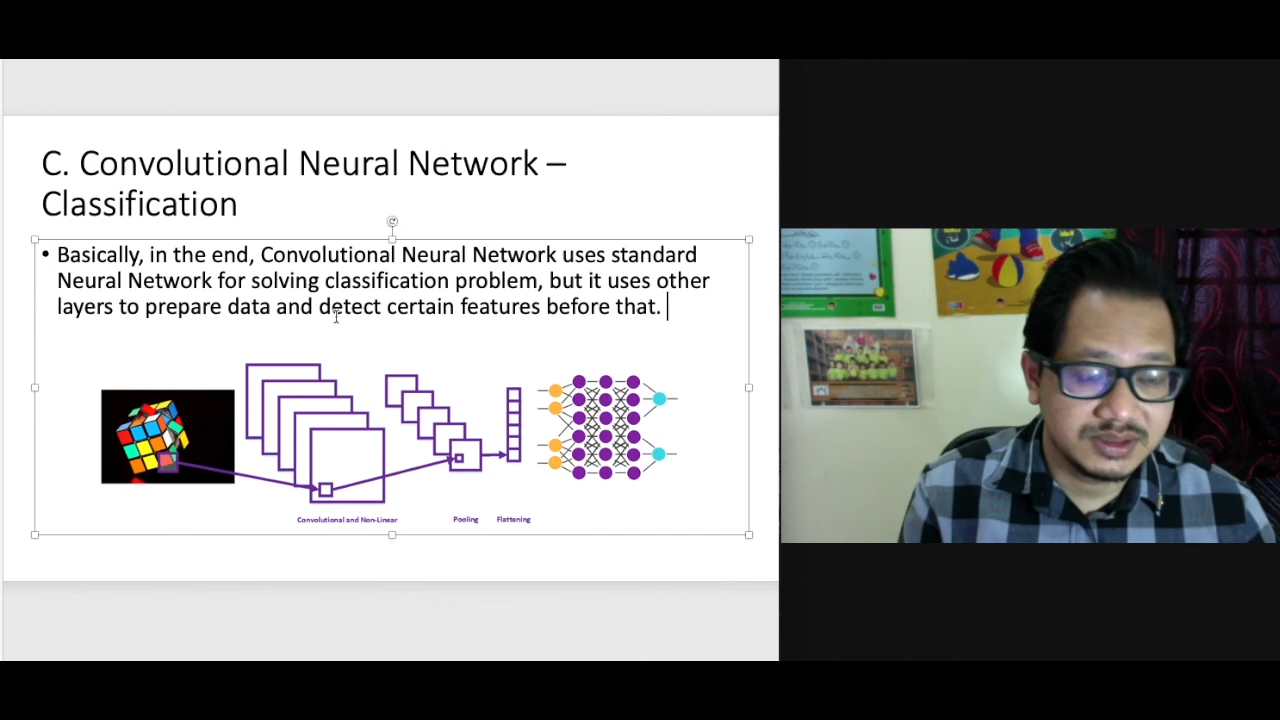 C. Convolutional Neural Network –
Classification
• Basically, in the end, Convolutional Neural Network uses standard
Neural Network for solving classification problem, but it uses other
layers to prepare data and detect certain features before that.
Convolutional and Non-Linear
Pooling
Flattening